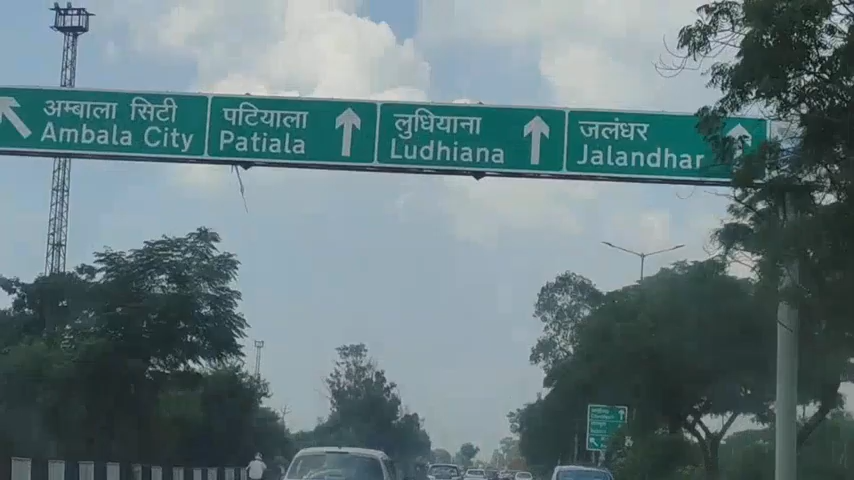 अम्बाला सिटी
Ambala City
पटियाला
Patiala
लुधियाना
Ludhiana
जलंधर
Jalandhar